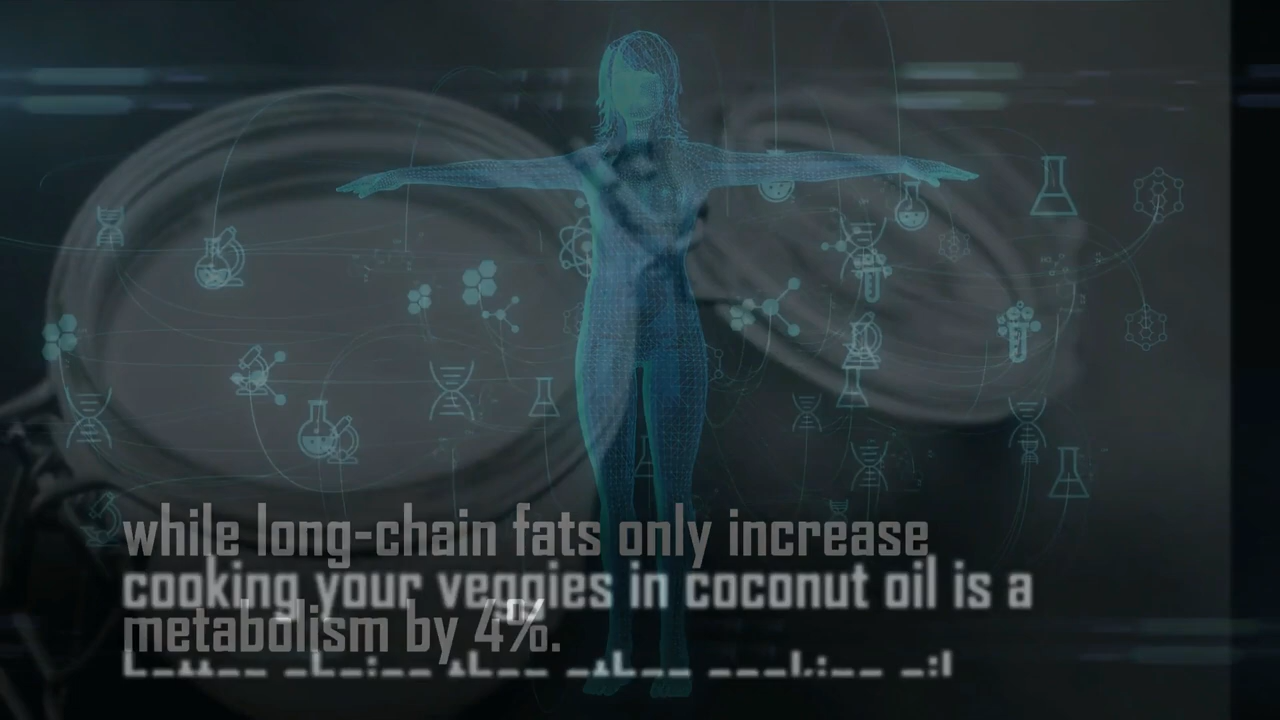 while long-chain fats only increase
cooking your veggies in coconut oil is a
metabolism by 4%.